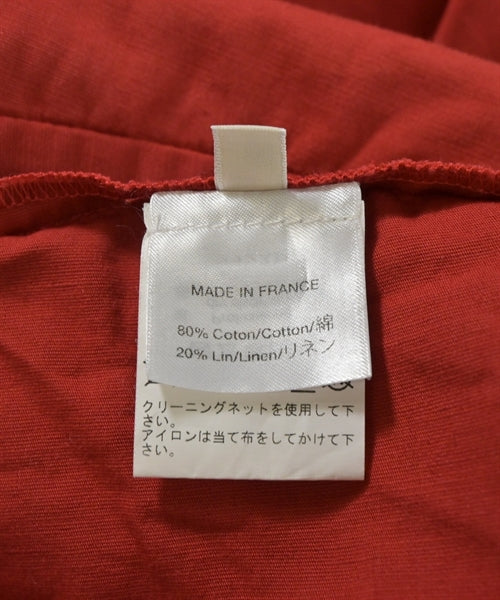 MADE IN FRANCE
80% Coton/Cotton/綿
20% Lin/Linen/リネン
クリーニングネットを使用して下
さい。
アイロンは当て布をしてかけて下
さい。